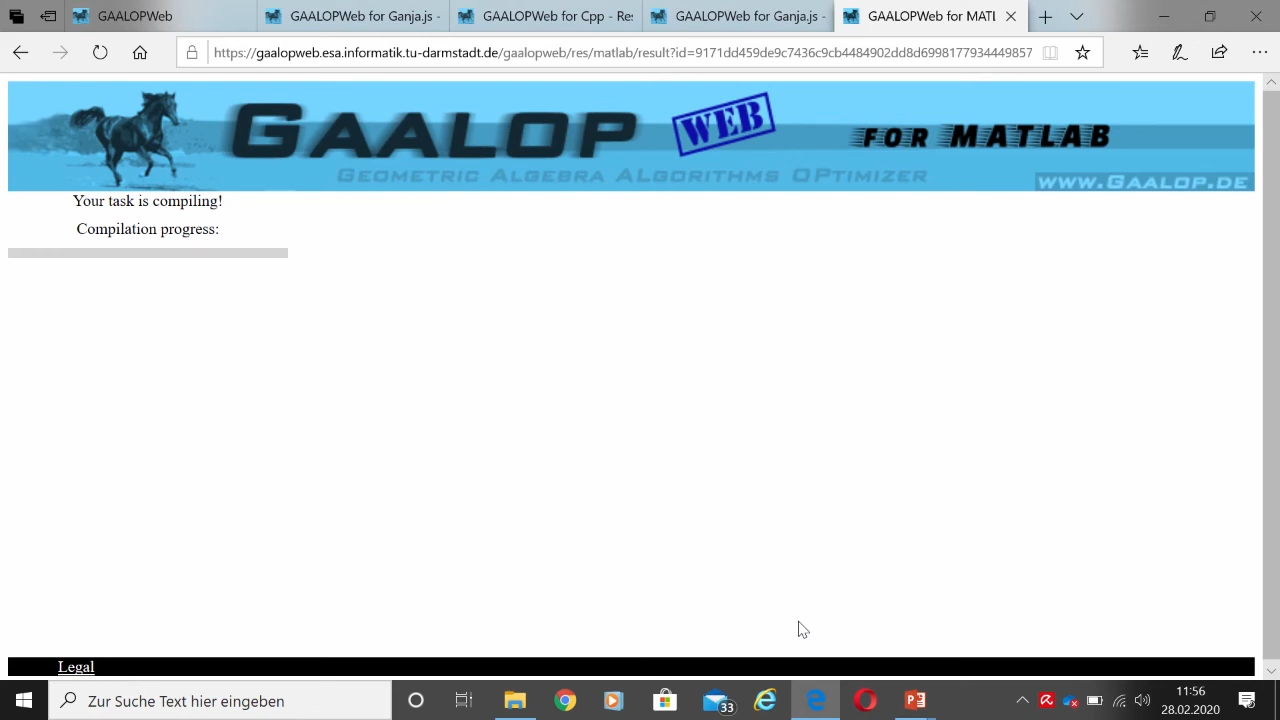 GAALOPWeb
GAALOPWeb for Ganja.js -
GAALOPWeb for Cpp - Res
GAALOPWeb for Ganja.js -
GAALOPWeb for MATL
https://gaalopweb.esa.informatik.tu-darmstadt.de/gaalopweb/res/matlab/result?id=9171dd459de9c7436c9cb4484902dd8d6998177934449857
GAALOP
WEB
FOR MATLAB
GEOMETRIC ALGEBRA ALGORITHMS OPTIMIZER
WWW.GAALOP.DE
Your task is compiling!
Compilation progress:
Legal
Zur Suche Text hier eingeben
33
11:56
28.02.2020